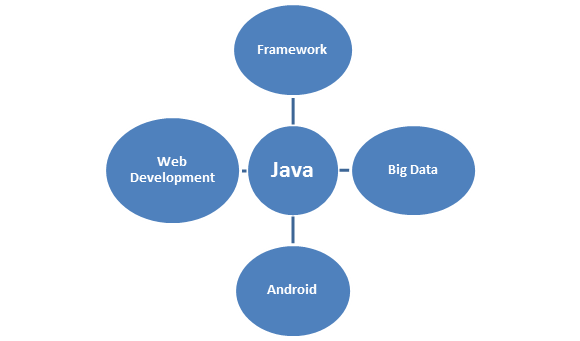 Framework
Web
Development
Java
Big Data
Android